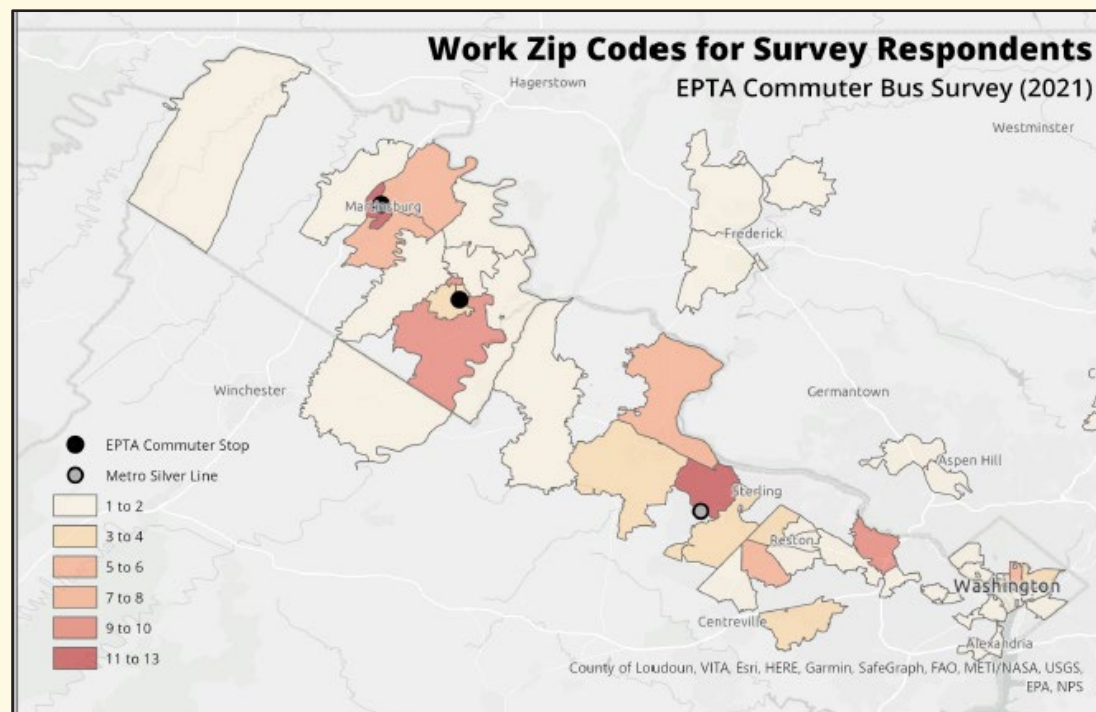 Work Zip Codes for Survey Respondents
EPTA Commuter Bus Survey (2021)
Hagerstown
Westminster
Martinsburg
Frederick
Winchester
Germantown
EPTA Commuter Stop
Metro Silver Line
Aspen Hill
Sterling
1 to 2
3 to 4
Reston
5 to 6
Washington
7 to 8
Centreville
9 to 10
Alexandria
11 to 13
County of Loudoun, VITA, Esri, HERE, Garmin, SafeGraph, FAO, METI/NASA, USGS,
EPA, NPS